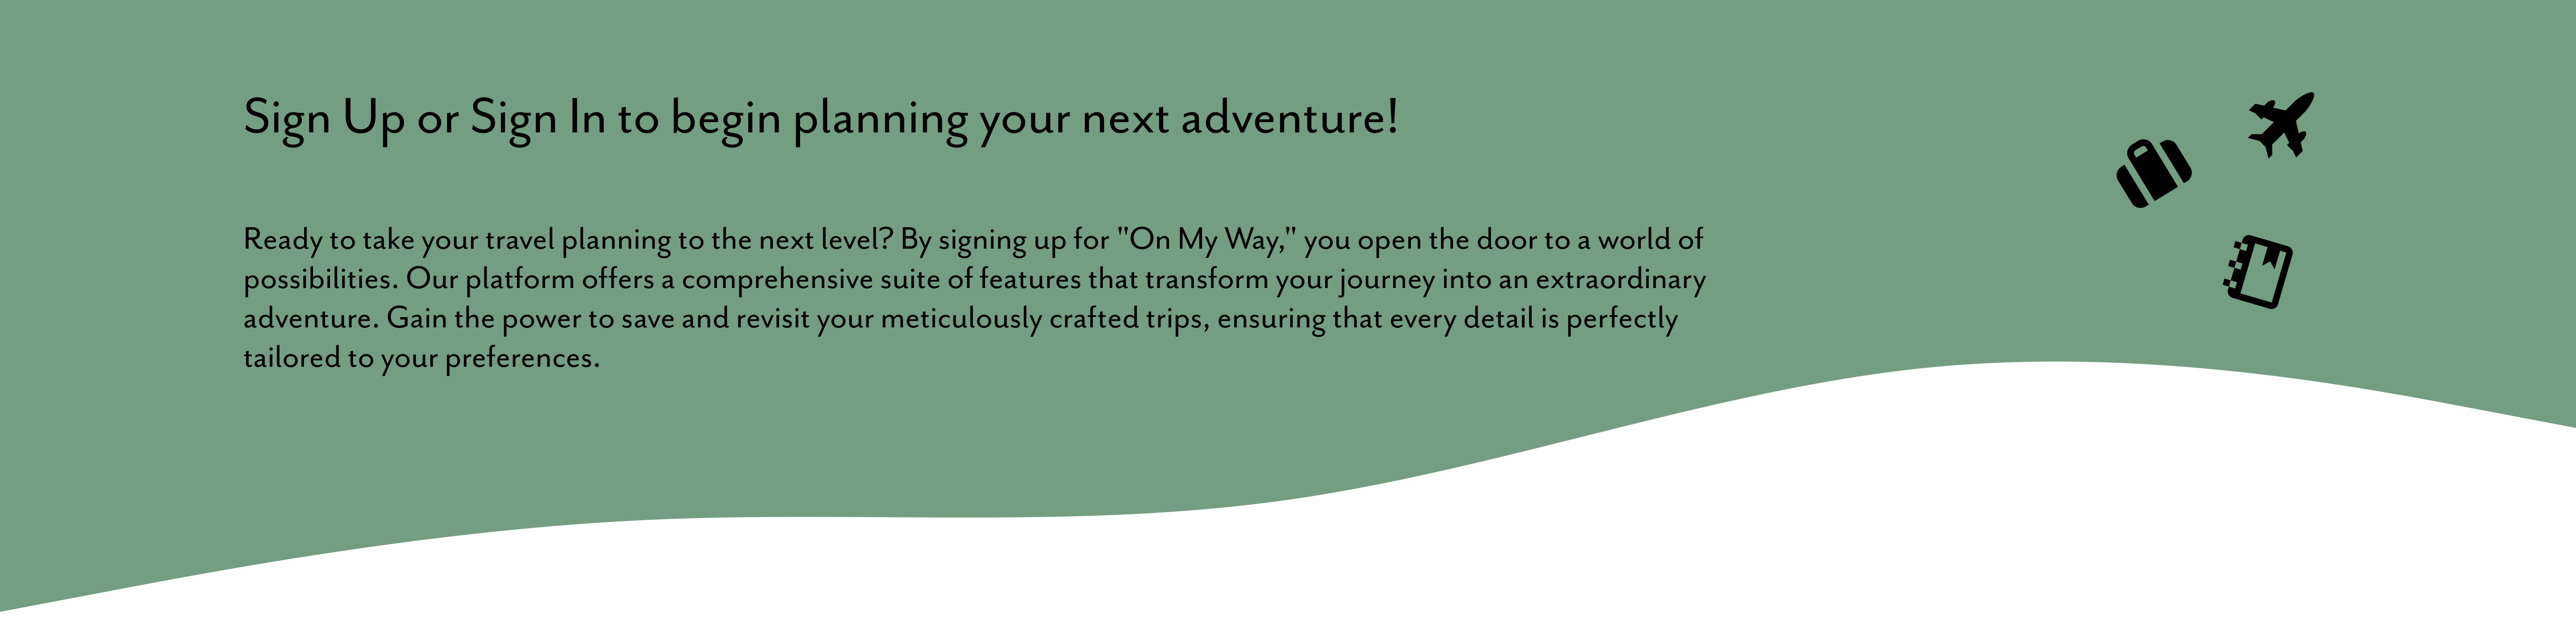 Sign Up or Sign In to begin planning your next adventure!
Ready to take your travel planning to the next level? By signing up for "On My Way," you open the door to a world of
possibilities. Our platform offers a comprehensive suite of features that transform your journey into an extraordinary
adventure. Gain the power to save and revisit your meticulously crafted trips, ensuring that every detail is perfectly
tailored to your preferences.